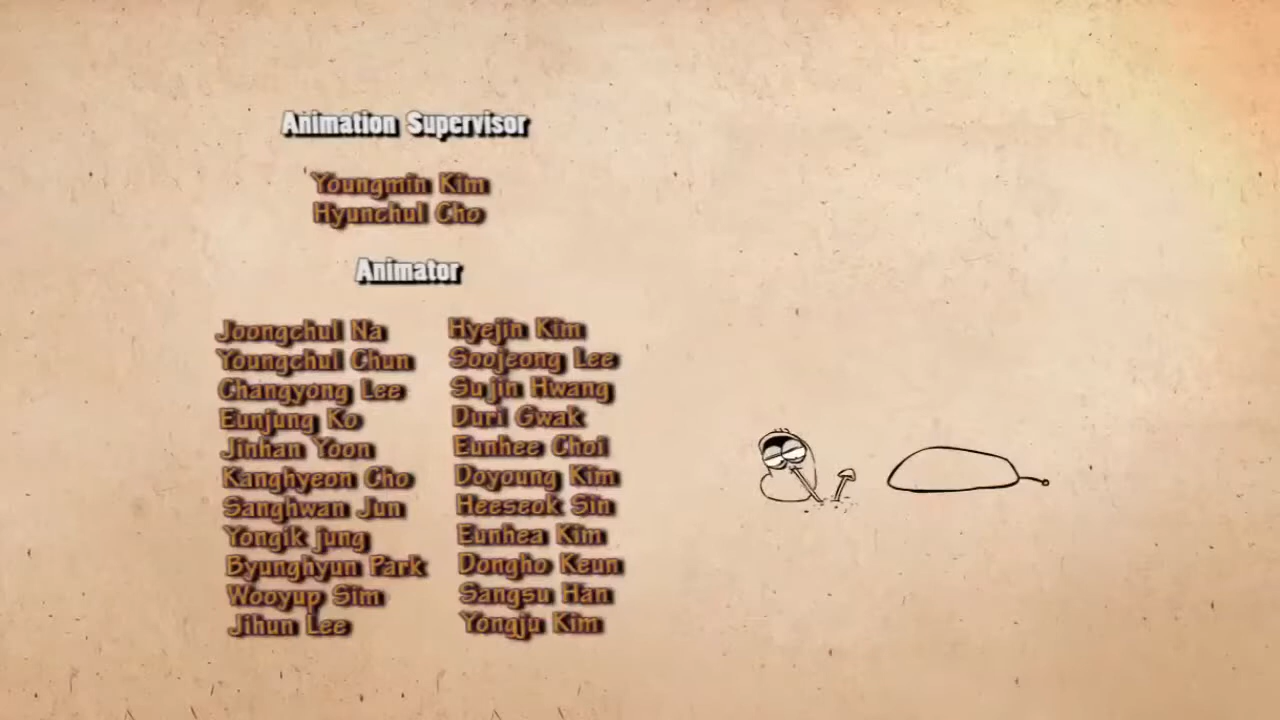 Animation Supervisor
Youngmin Kim
Hyunchul Cho
Animator
Joongchul Na
Youngchul Chun
Changyong Lee
Eunjung Ko
Jinhan Yoon
Kanghyeon Cho
Sanghwan Jun
Yongik jung
Byunghyun Park
Wooyup Sim
Jihun Lee
Hyejin Kim
Soojeong Lee
Sujin Hwang
Duri Gwak
Eunhee Choi
Doyoung Kim
Heeseok Sin
Eunhea Kim
Dongho Keun
Sangsu Han
Yongju Kim